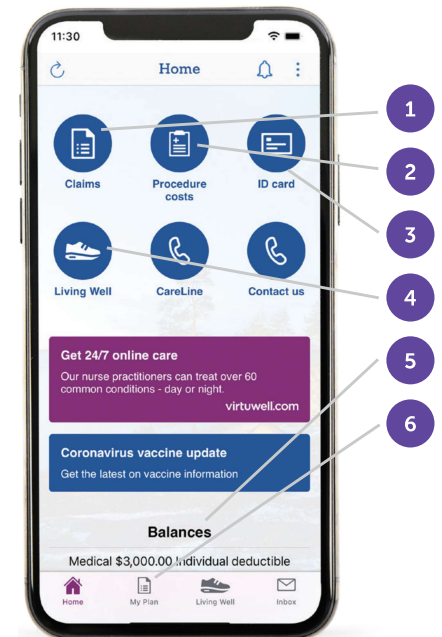 11:30
Home
Claims
Procedure
costs
ID card
Living Well
CareLine
Contact us
Get 24/7 online care
Our nurse practitioners can treat over 60
common conditions - day or night.
virtuwell.com
Coronavirus vaccine update
Get the latest on vaccine information
Balances
Medical $3,000.00 Individual deductible
Home
My Plan
Living Well
Inbox
1
2
3
4
5
6